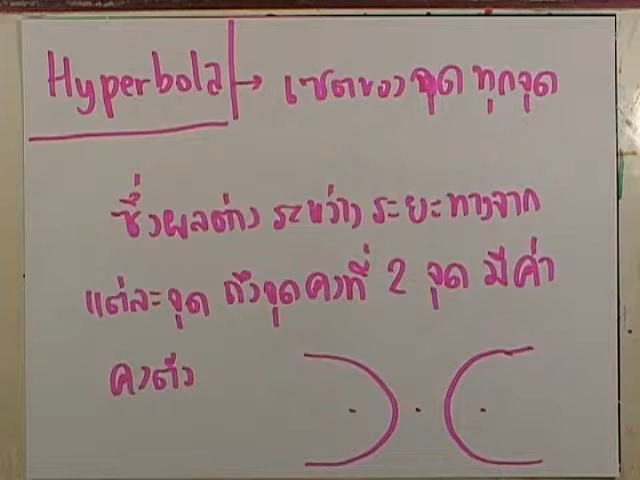 Hyperbola → เซตของจุด ทุกจุด
ซึ่งผลต่าง ระหว่าง ระยะทางจาก
แต่ละจุด ถึงจุดคงที่ 2 จุด มีค่า
คงตัว